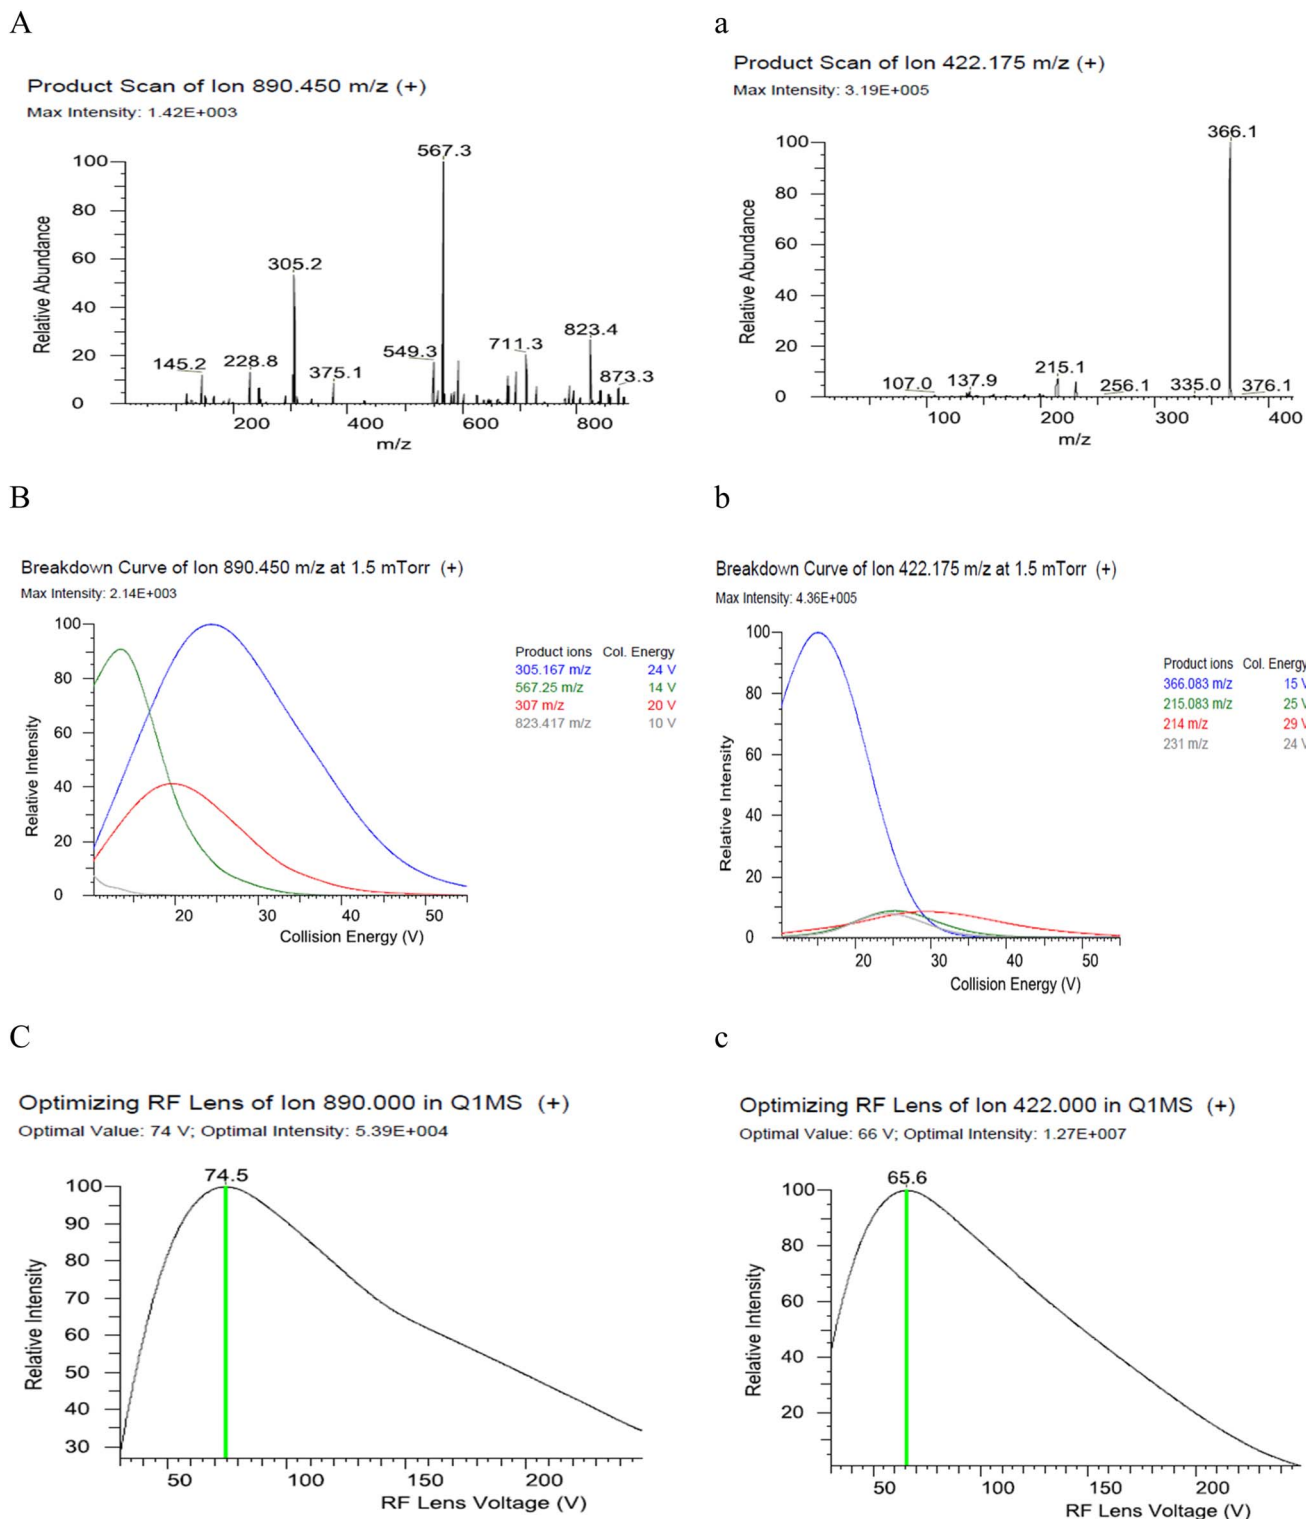 A
Product Scan of Ion 890.450 m/z (+)
Max Intensity: 1.42E+003
Relative Abundance
100
80
60
40
20
0
567.3
305.2
823.4
711.3
549.3
145.2
228.8
375.1
873.3
200
400
600
800
m/z
a
Product Scan of Ion 422.175 m/z (+)
Max Intensity: 3.19E+005
Relative Abundance
100
80
60
40
20
0
366.1
215.1
107.0
137.9
256.1
335.0
376.1
100
200
300
400
m/z
B
Breakdown Curve of Ion 890.450 m/z at 1.5 mTorr (+)
Max Intensity: 2.14E+003
Relative Intensity
100
80
60
40
20
0
20
30
40
50
Collision Energy (V)
Product ions Col. Energy
305.167 m/z 24 V
567.25 m/z 14 V
307 m/z 20 V
823.417 m/z 10 V
b
Breakdown Curve of Ion 422.175 m/z at 1.5 mTorr (+)
Max Intensity: 4.36E+005
Relative Intensity
100
80
60
40
20
0
20
30
40
50
Collision Energy (V)
Product ions Col. Energy
366.083 m/z 15 V
215.083 m/z 25 V
214 m/z 29 V
231 m/z 24 V
C
Optimizing RF Lens of Ion 890.000 in Q1MS (+)
Optimal Value: 74 V; Optimal Intensity: 5.39E+004
74.5
Relative Intensity
100
90
80
70
60
50
40
30
50
100
150
200
RF Lens Voltage (V)
c
Optimizing RF Lens of Ion 422.000 in Q1MS (+)
Optimal Value: 66 V; Optimal Intensity: 1.27E+007
65.6
Relative Intensity
100
80
60
40
20
50
100
150
200
RF Lens Voltage (V)